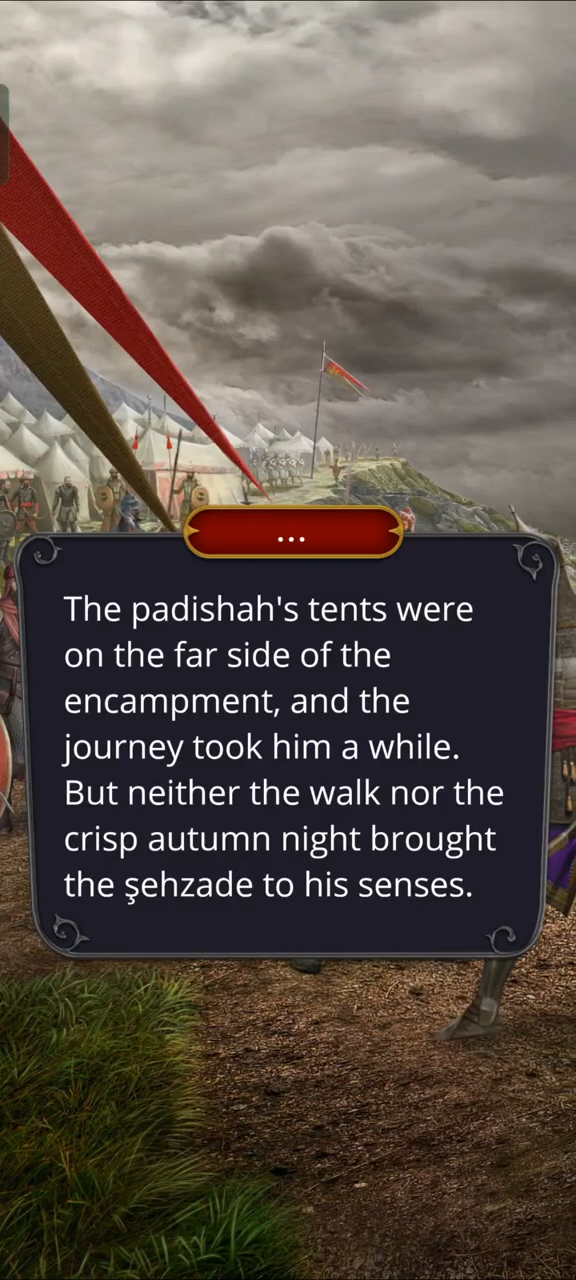 ...
The padishah's tents were
on the far side of the
encampment, and the
journey took him a while.
But neither the walk nor the
crisp autumn night brought
the şehzade to his senses.